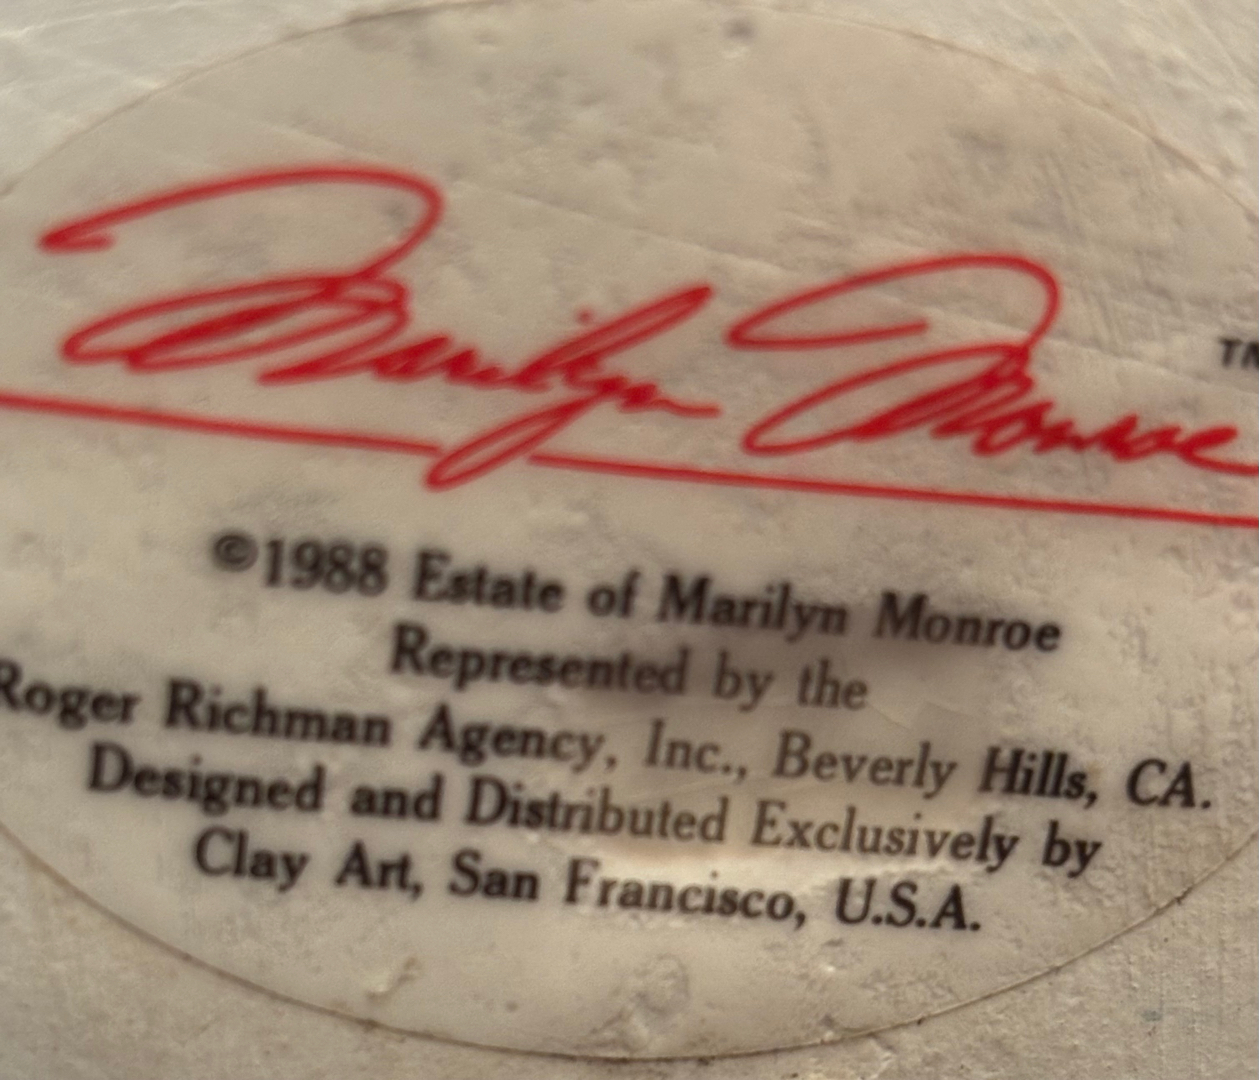 Marilyn Monroe TM
©1988 Estate of Marilyn Monroe
Represented by the
Roger Richman Agency, Inc., Beverly Hills, CA.
Designed and Distributed Exclusively by
Clay Art, San Francisco, U.S.A.